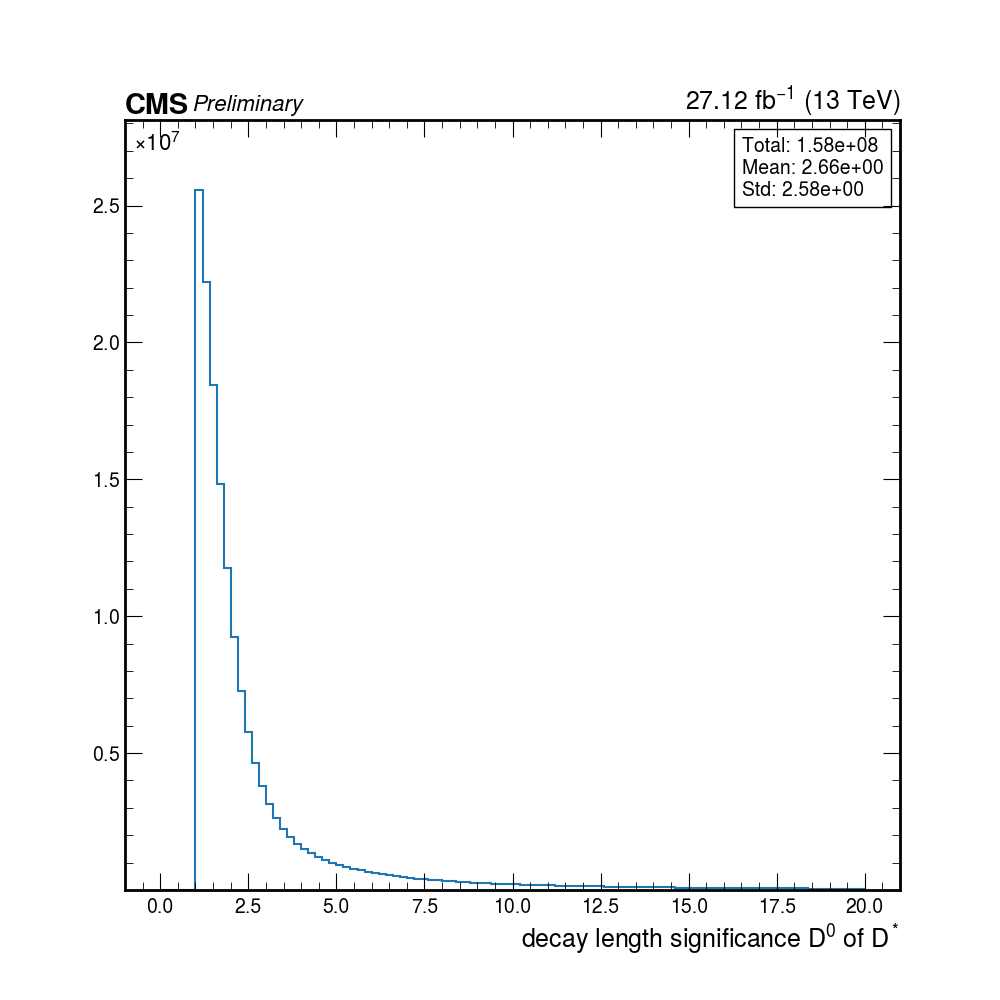 CMS Preliminary
27.12 fb⁻¹ (13 TeV)
×10⁷
Total: 1.58e+08
Mean: 2.66e+00
Std: 2.58e+00
2.5
2.0
1.5
1.0
0.5
0.0 2.5 5.0 7.5 10.0 12.5 15.0 17.5 20.0
decay length significance D⁰ of D*